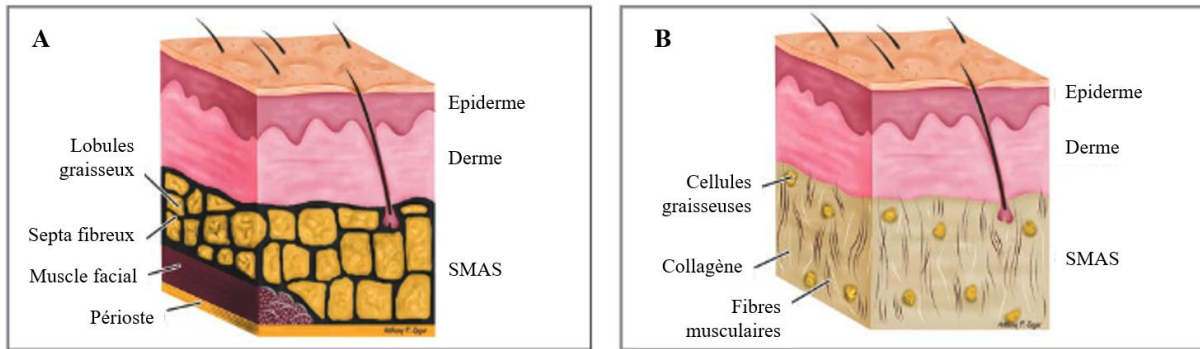 A
Epiderme
Lobules
graisseux
Derme
Septa fibreux
Muscle facial
SMAS
Périoste
B
Epiderme
Derme
Cellules
graisseuses
Collagène
SMAS
Fibres
musculaires